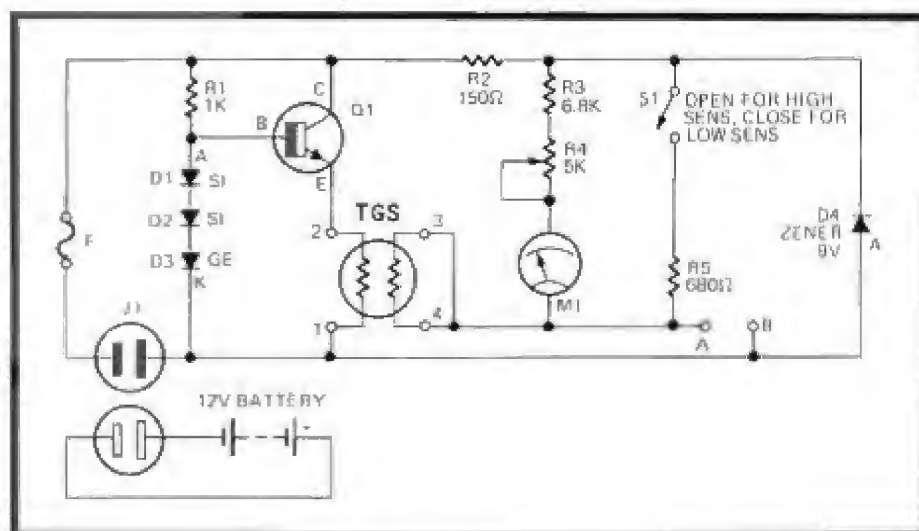 R1
1K
B
C
Q1
E
A
D1 SI
D2 SI
D3 GE
K
F
J1
TGS
2
3
1
4
R2
150Ω
R3
6.8K
R4
5K
M1
S1 OPEN FOR HIGH
SENS, CLOSE FOR
LOW SENS
R5
680Ω
A
B
D4
ZENER
9V
A
12V BATTERY